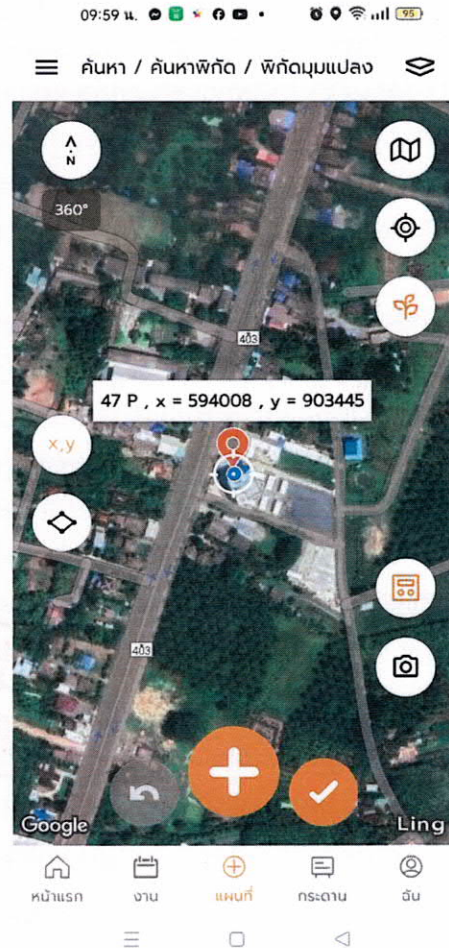 09:59 น.
95
ค้นหา / ค้นหาพิกัด / พิกัดมุมแปลง
N
360°
403
47 P , x = 594008 , y = 903445
x,y
403
Google
Ling
หน้าแรก
งาน
แผนที่
กระดาน
ฉัน